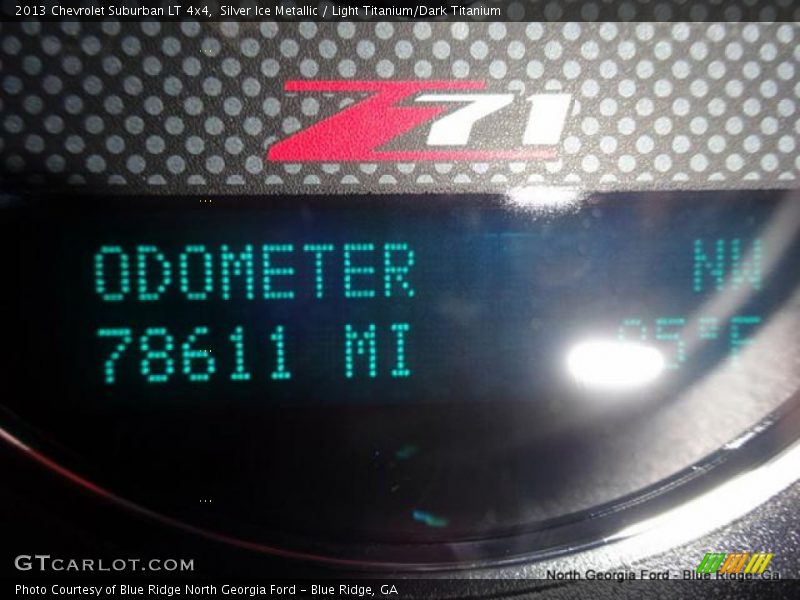 2013 Chevrolet Suburban LT 4x4, Silver Ice Metallic / Light Titanium/Dark Titanium
Z71
ODOMETER NW
78611 MI
GTCARLOT.COM
North Georgia Ford - Blue Ridge, Ga
Photo Courtesy of Blue Ridge North Georgia Ford – Blue Ridge, GA